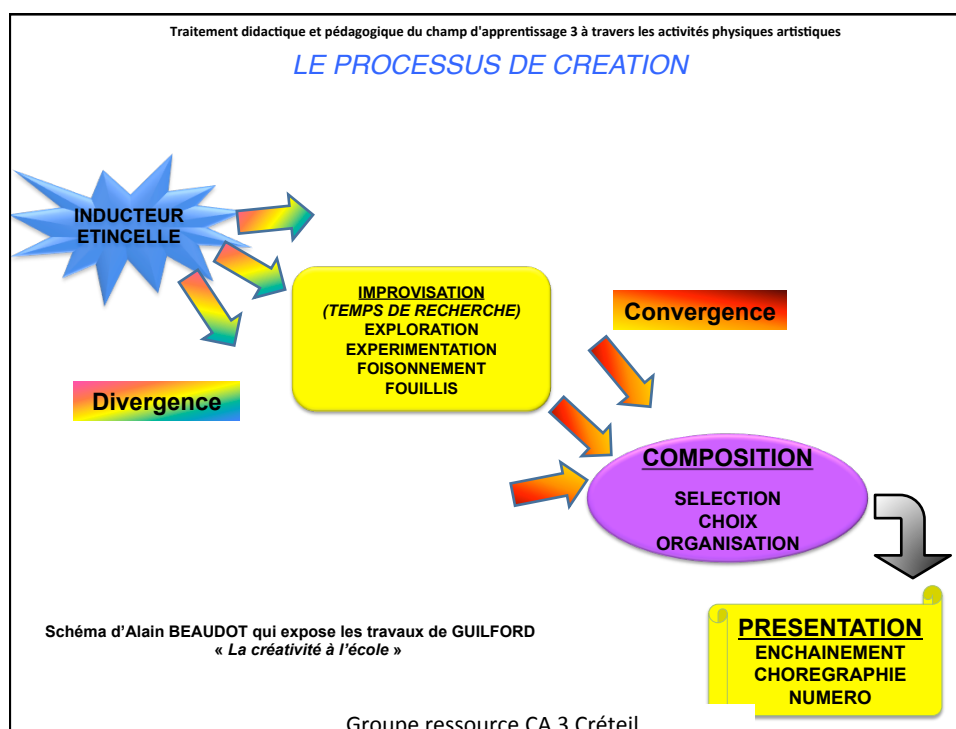 Traitement didactique et pédagogique du champ d'apprentissage 3 à travers les activités physiques artistiques
LE PROCESSUS DE CREATION
INDUCTEUR
ETINCELLE
IMPROVISATION
(TEMPS DE RECHERCHE)
EXPLORATION
EXPERIMENTATION
FOISONNEMENT
FOUILLIS
Convergence
Divergence
COMPOSITION
SELECTION
CHOIX
ORGANISATION
Schéma d'Alain BEAUDOT qui expose les travaux de GUILFORD
« La créativité à l'école »
PRESENTATION
ENCHAINEMENT
CHOREGRAPHIE
NUMERO
Groupe ressource CA 3 Créteil